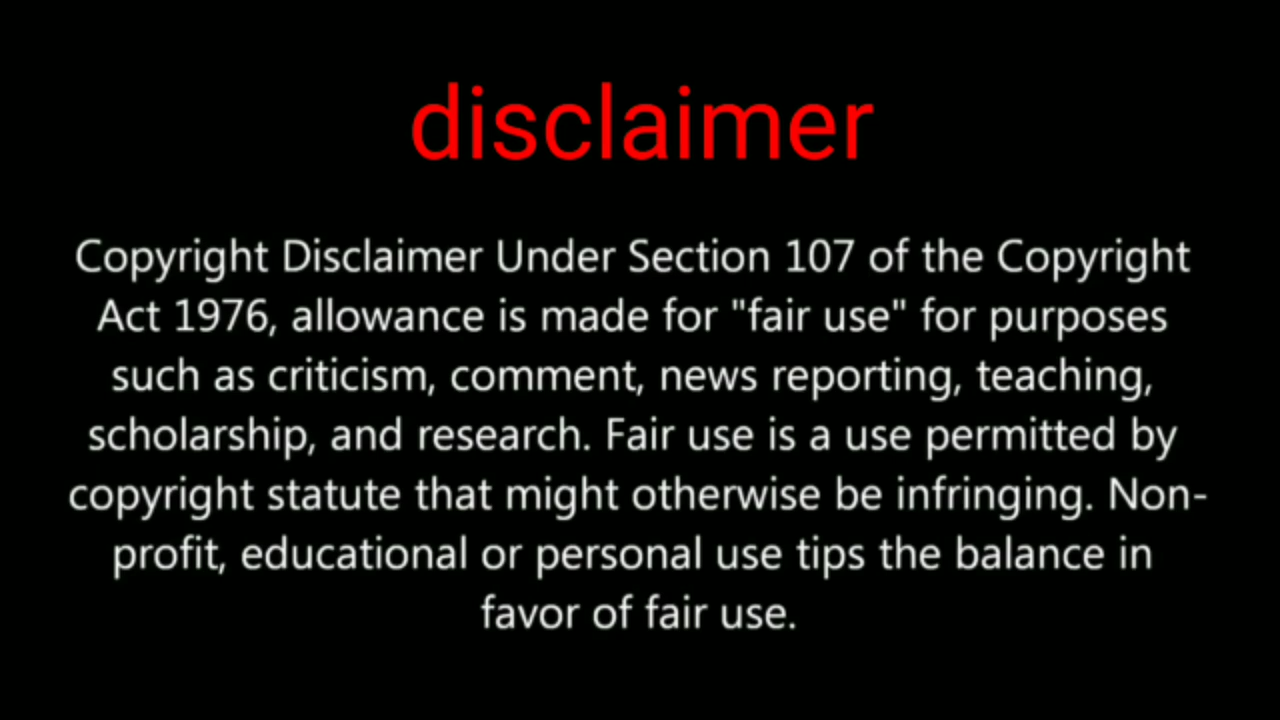 disclaimer
Copyright Disclaimer Under Section 107 of the Copyright
Act 1976, allowance is made for "fair use" for purposes
such as criticism, comment, news reporting, teaching,
scholarship, and research. Fair use is a use permitted by
copyright statute that might otherwise be infringing. Non-
profit, educational or personal use tips the balance in
favor of fair use.